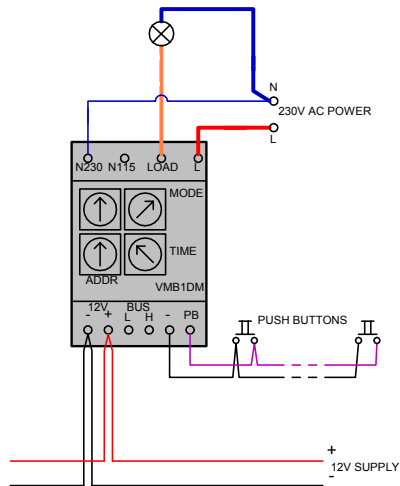 N
230V AC POWER
L
N230 N115 LOAD L
MODE
TIME
ADDR
VMB1DM
12V BUS
- + L H - PB
PUSH BUTTONS
+
12V SUPPLY
-